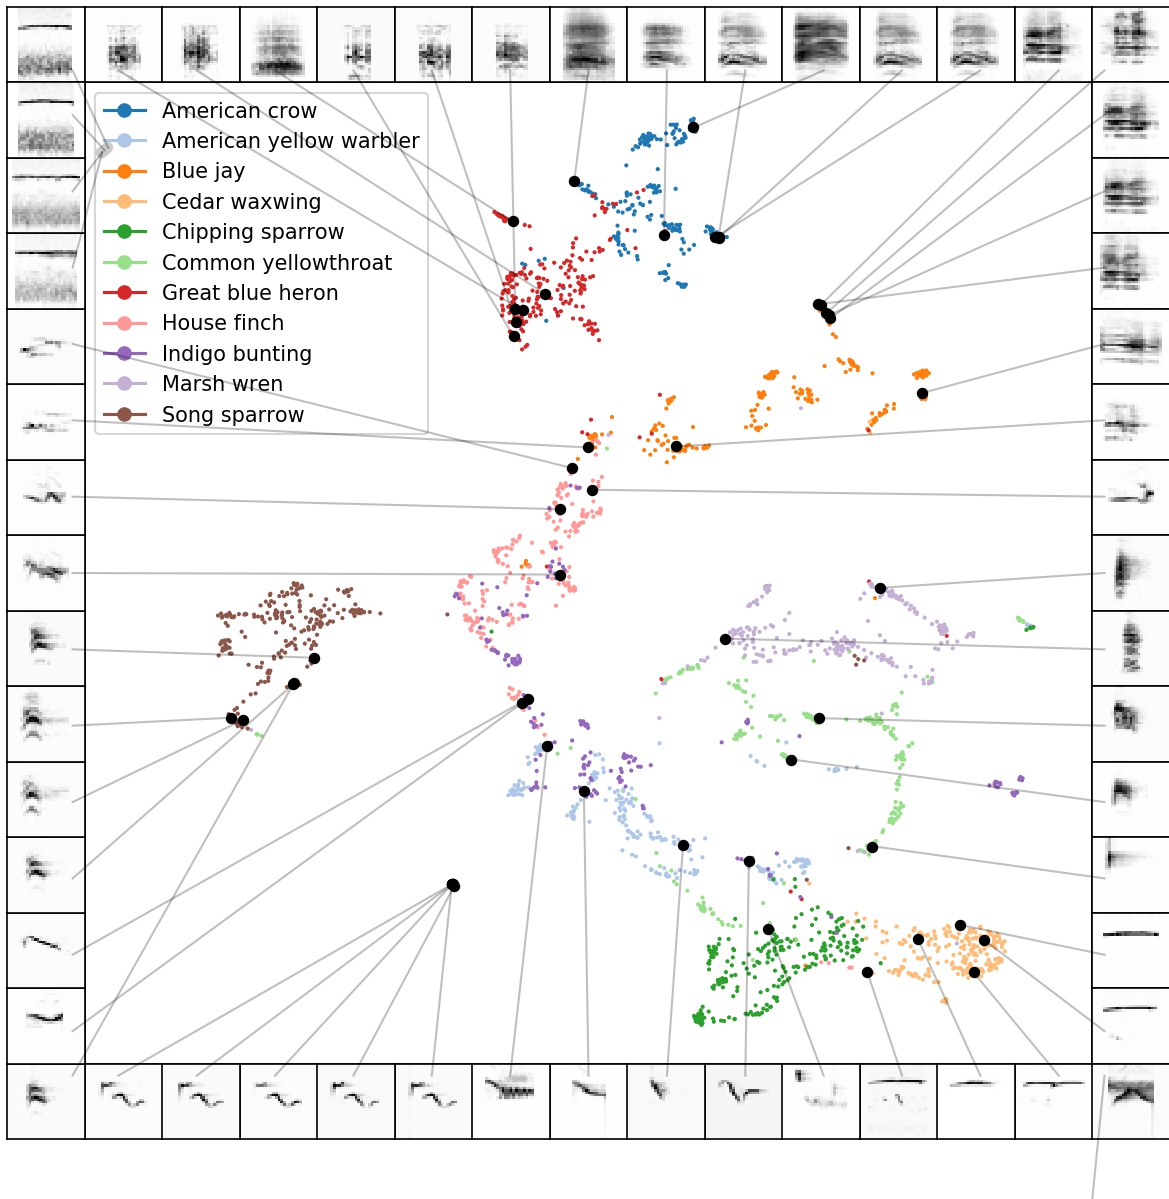 American crow
American yellow warbler
Blue jay
Cedar waxwing
Chipping sparrow
Common yellowthroat
Great blue heron
House finch
Indigo bunting
Marsh wren
Song sparrow